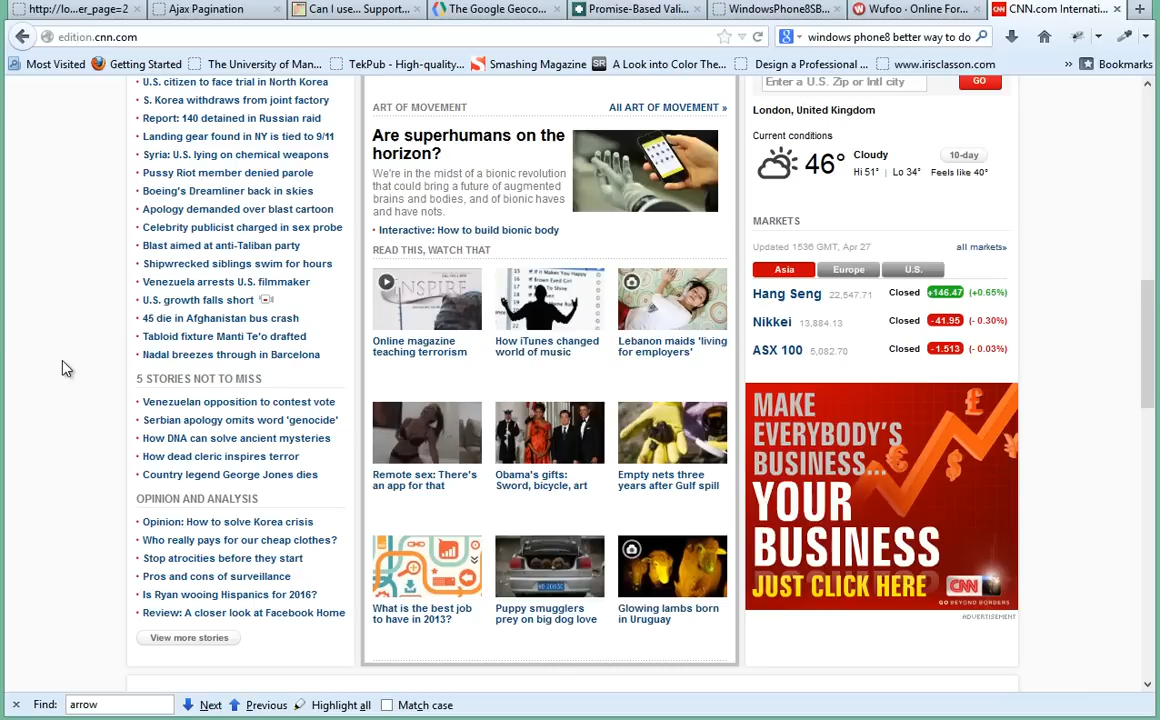 http://lo...er_page=2
Ajax Pagination
Can I use... Support...
The Google Geoco...
Promise-Based Vali...
WindowsPhone8SB...
Wufoo · Online For...
CNN.com Internati...
edition.cnn.com
windows phone8 better way to do
Most Visited
Getting Started
The University of Man...
TekPub - High-quality,...
Smashing Magazine
A Look into Color The...
Design a Professional ...
www.irisclasson.com
»
Bookmarks
U.S. citizen to face trial in North Korea
S. Korea withdraws from joint factory
Report: 140 detained in Russian raid
Landing gear found in NY is tied to 9/11
Syria: U.S. lying on chemical weapons
Pussy Riot member denied parole
Boeing's Dreamliner back in skies
Apology demanded over blast cartoon
Celebrity publicist charged in sex probe
Blast aimed at anti-Taliban party
Shipwrecked siblings swim for hours
Venezuela arrests U.S. filmmaker
U.S. growth falls short
45 die in Afghanistan bus crash
Tabloid fixture Manti Te'o drafted
Nadal breezes through in Barcelona
5 STORIES NOT TO MISS
Venezuelan opposition to contest vote
Serbian apology omits word 'genocide'
How DNA can solve ancient mysteries
How dead cleric inspires terror
Country legend George Jones dies
OPINION AND ANALYSIS
Opinion: How to solve Korea crisis
Who really pays for our cheap clothes?
Stop atrocities before they start
Pros and cons of surveillance
Is Ryan wooing Hispanics for 2016?
Review: A closer look at Facebook Home
View more stories
ART OF MOVEMENT
All ART OF MOVEMENT »
Are superhumans on the
horizon?
We're in the midst of a bionic revolution
that could bring a future of augmented
brains and bodies, and of bionic haves
and have nots.
Interactive: How to build bionic body
READ THIS, WATCH THAT
Online magazine
teaching terrorism
How iTunes changed
world of music
Lebanon maids 'living
for employers'
Remote sex: There's
an app for that
Obama's gifts:
Sword, bicycle, art
Empty nets three
years after Gulf spill
What is the best job
to have in 2013?
Puppy smugglers
prey on big dog love
Glowing lambs born
in Uruguay
Enter a U.S. Zip or Intl city
GO
London, United Kingdom
Current conditions
46° Cloudy
10-day
Hi 51° | Lo 34° Feels like 40°
MARKETS
Updated 1536 GMT, Apr 27
all markets»
Asia
Europe
U.S.
Hang Seng 22,547.71 Closed +146.47 (+0.65%)
Nikkei 13,884.13 Closed -41.95 (- 0.30%)
ASX 100 5,082.70 Closed -1.513 (- 0.03%)
MAKE
EVERYBODY'S
BUSINESS...
YOUR
BUSINESS
JUST CLICK HERE
CNN
GO BEYOND BORDERS
ADVERTISEMENT
Find: arrow
Next
Previous
Highlight all
Match case